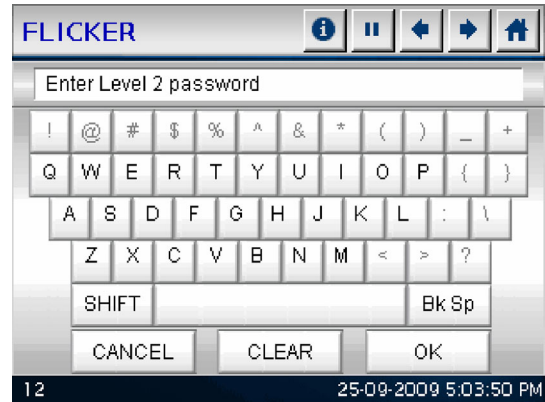 FLICKER
Enter Level 2 password
! @ # $ % ^ & * ( ) _ +
Q W E R T Y U I O P { }
A S D F G H J K L : \
Z X C V B N M < > ?
SHIFT Bk Sp
CANCEL CLEAR OK
12 25-09-2009 5:03:50 PM